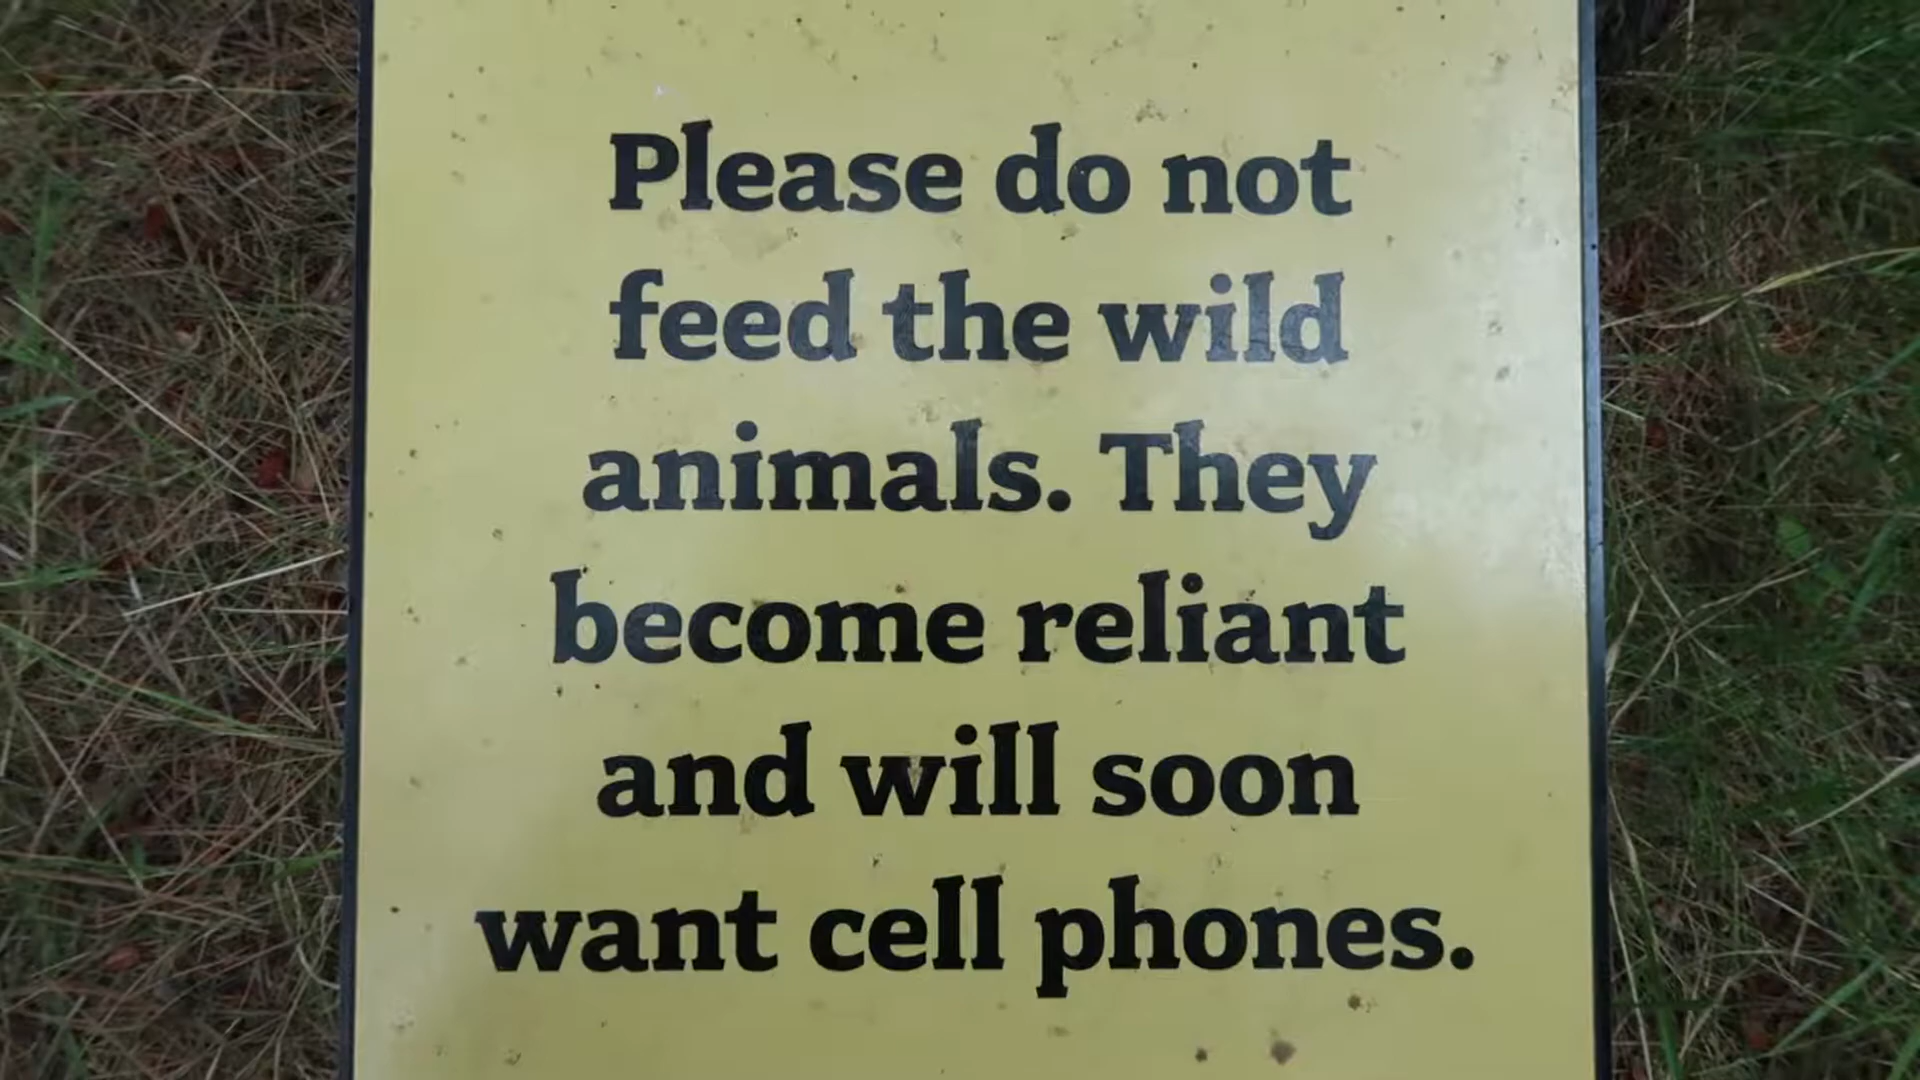 Please do not
feed the wild
animals. They
become reliant
and will soon
want cell phones.